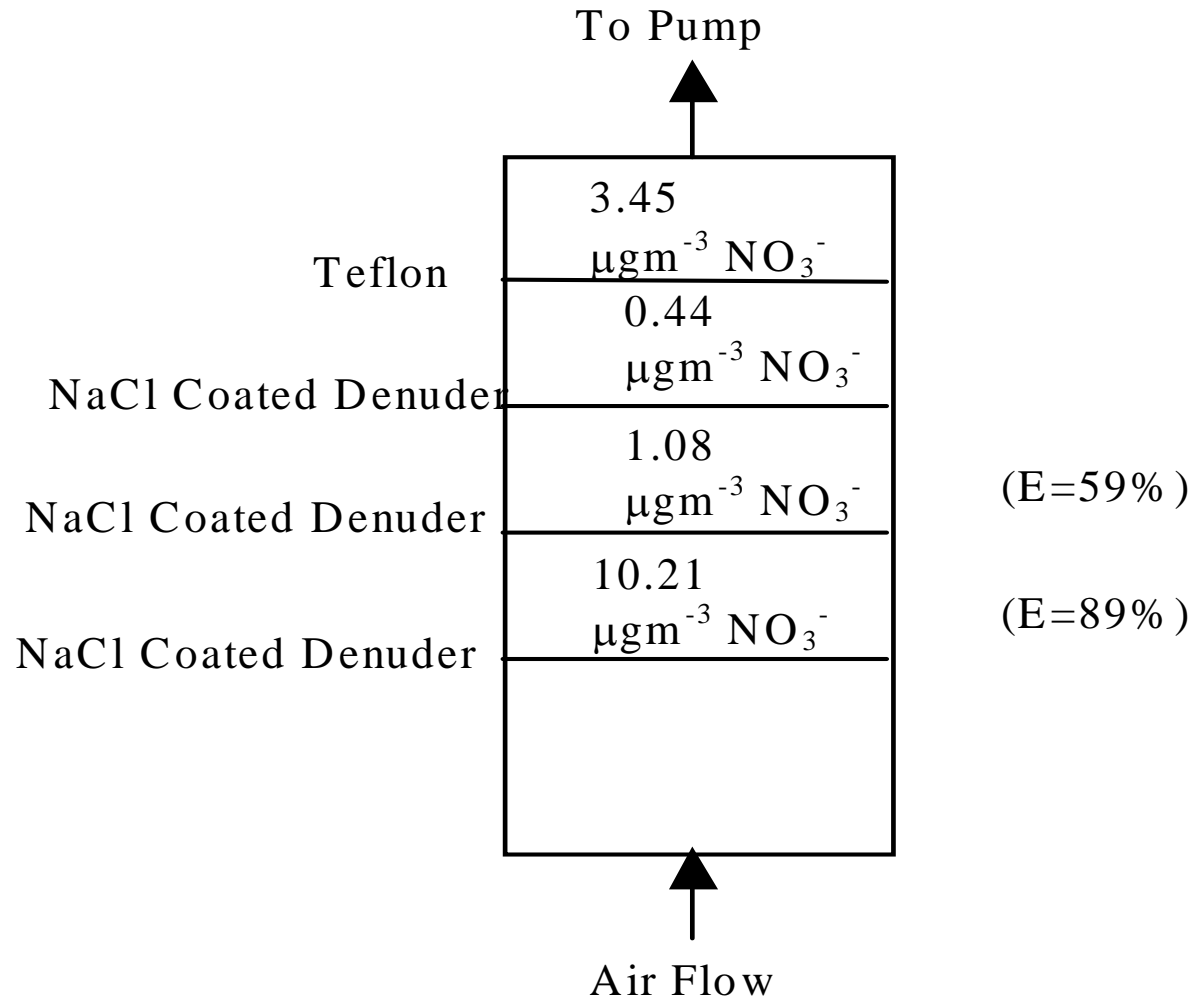 To Pump
3.45
μgm⁻³ NO₃⁻
Teflon
0.44
μgm⁻³ NO₃⁻
NaCl Coated Denuder
1.08
μgm⁻³ NO₃⁻
(E=59%)
NaCl Coated Denuder
10.21
μgm⁻³ NO₃⁻
(E=89%)
NaCl Coated Denuder
Air Flow